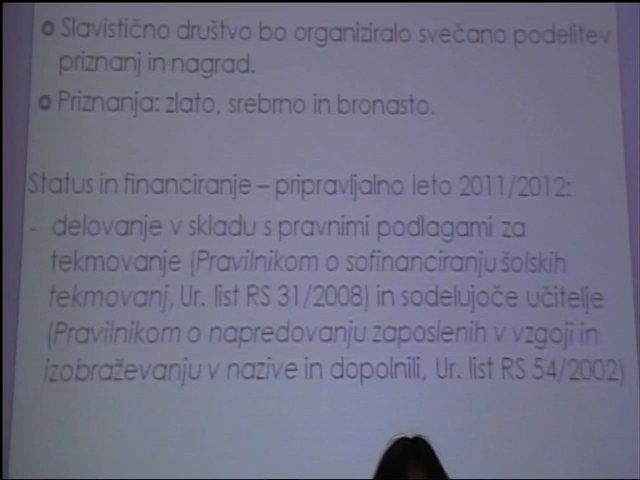 Slavistično društvo bo organiziralo svečano podelitev
priznanj in nagrad.
Priznanja: zlato, srebrno in bronasto.
Status in financiranje – pripravljalno leto 2011/2012:
- delovanje v skladu s pravnimi podlagami za
tekmovanje (Pravilnikom o sofinanciranju šolskih
tekmovanj, Ur. list RS 31/2008) in sodelujoče učitelje
(Pravilnikom o napredovanju zaposlenih v vzgoji in
izobraževanju v nazive in dopolnili, Ur. list RS 54/2002)